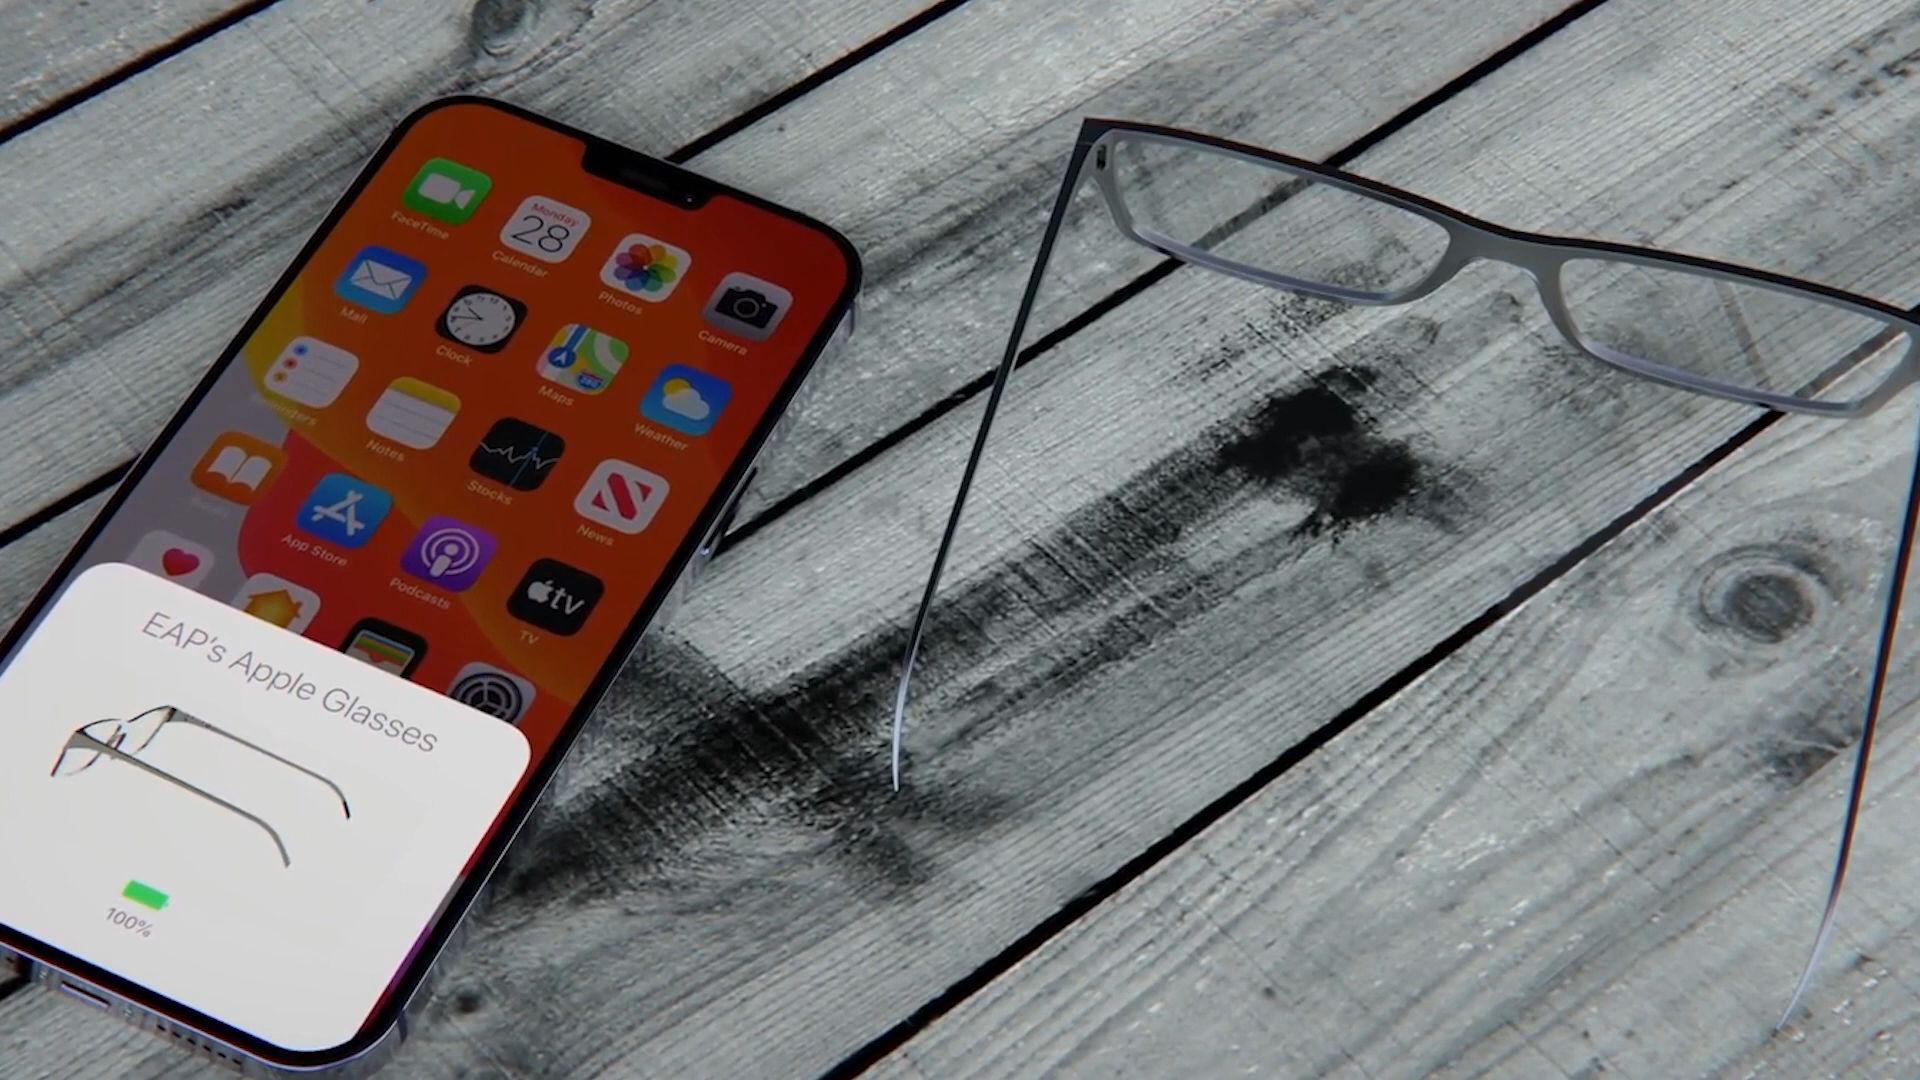 FaceTime
Monday
28
Calendar
Photos
Camera
Mail
Clock
Maps
280
Weather
Notes
Stocks
News
App Store
Podcasts
tv
TV
EAP's Apple Glasses
100%